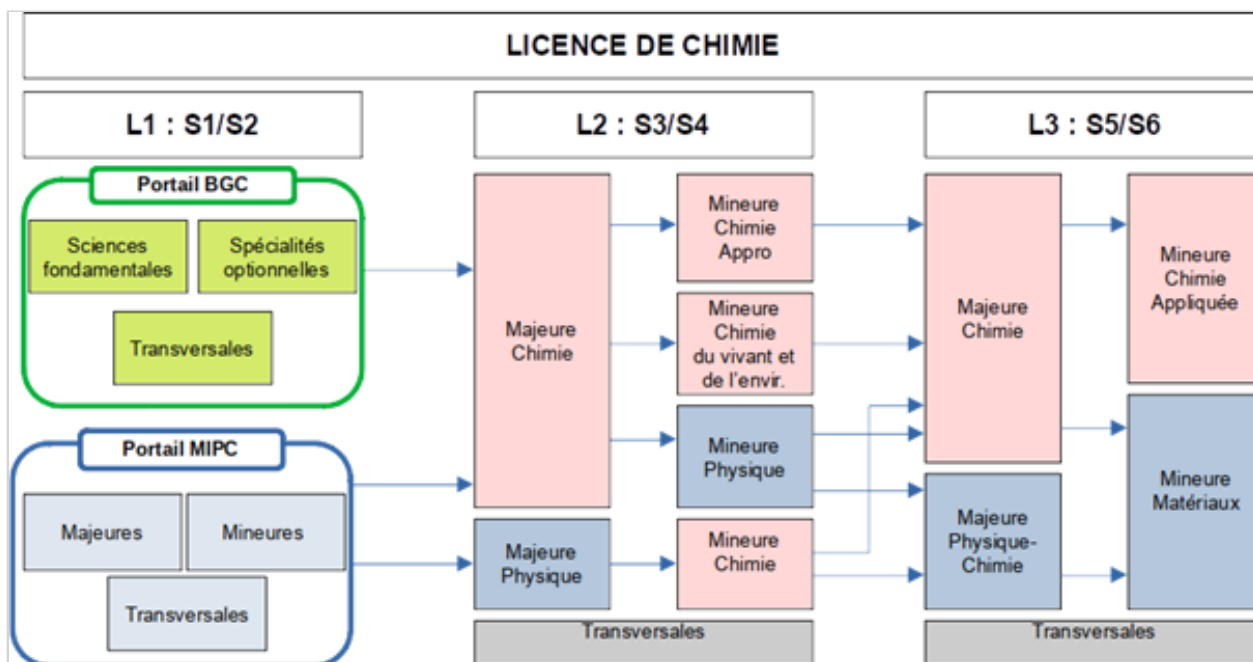 LICENCE DE CHIMIE
L1 : S1/S2
L2 : S3/S4
L3 : S5/S6
Portail BGC
Sciences
fondamentales
Spécialités
optionnelles
Transversales
Portail MIPC
Majeures
Mineures
Transversales
Majeure
Chimie
Majeure
Physique
Mineure
Chimie
Appro
Mineure
Chimie
du vivant et
de l'envir.
Mineure
Physique
Mineure
Chimie
Transversales
Majeure
Chimie
Majeure
Physique-
Chimie
Mineure
Chimie
Appliquée
Mineure
Matériaux
Transversales